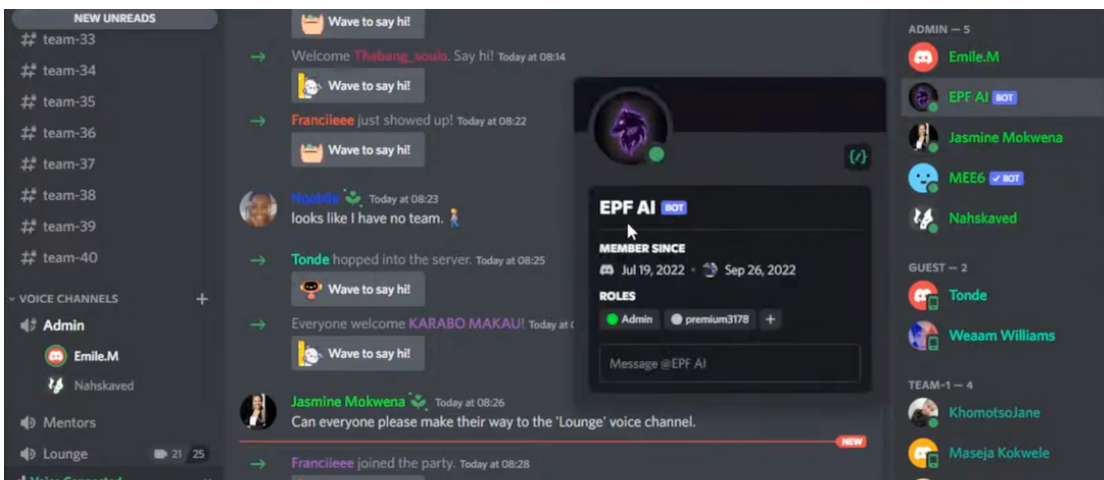 NEW UNREADS
team-33
team-34
team-35
team-36
team-37
team-38
team-39
team-40
VOICE CHANNELS
Admin
Emile.M
Nahskaved
Mentors
Lounge 21 25
Wave to say hi!
Welcome Thabang_soulo. Say hi! Today at 08:14
Wave to say hi!
Franciieee just showed up! Today at 08:22
Wave to say hi!
Today at 08:23
looks like I have no team.
Tonde hopped into the server. Today at 08:25
Wave to say hi!
Everyone welcome KARABO MAKAU! Today at
Wave to say hi!
Jasmine Mokwena Today at 08:26
Can everyone please make their way to the 'Lounge' voice channel.
NEW
Franciieee joined the party. Today at 08:28
EPF AI BOT
MEMBER SINCE
Jul 19, 2022 Sep 26, 2022
ROLES
Admin premium3178 +
Message @EPF AI
ADMIN — 5
Emile.M
EPF AI BOT
Jasmine Mokwena
MEE6 ✓ BOT
Nahskaved
GUEST — 2
Tonde
Weaam Williams
TEAM-1 — 4
KhomotsoJane
Maseja Kokwele